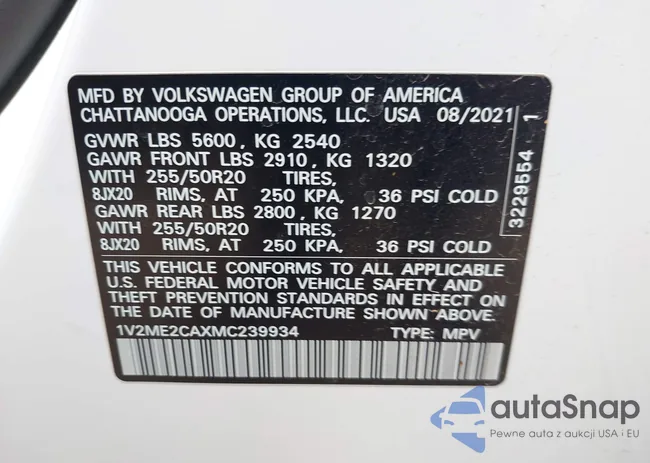 MFD BY VOLKSWAGEN GROUP OF AMERICA
CHATTANOOGA OPERATIONS, LLC. USA 08/2021
GVWR LBS 5600, KG 2540
GAWR FRONT LBS 2910, KG 1320
WITH 255/50R20 TIRES,
8JX20 RIMS, AT 250 KPA, 36 PSI COLD
GAWR REAR LBS 2800, KG 1270
WITH 255/50R20 TIRES,
8JX20 RIMS, AT 250 KPA, 36 PSI COLD
THIS VEHICLE CONFORMS TO ALL APPLICABLE
U.S. FEDERAL MOTOR VEHICLE SAFETY AND
THEFT PREVENTION STANDARDS IN EFFECT ON
THE DATE OF MANUFACTURE SHOWN ABOVE.
1V2ME2CAXMC239934 TYPE: MPV
3229554 1
autaSnap
Pewne auta z aukcji USA i EU